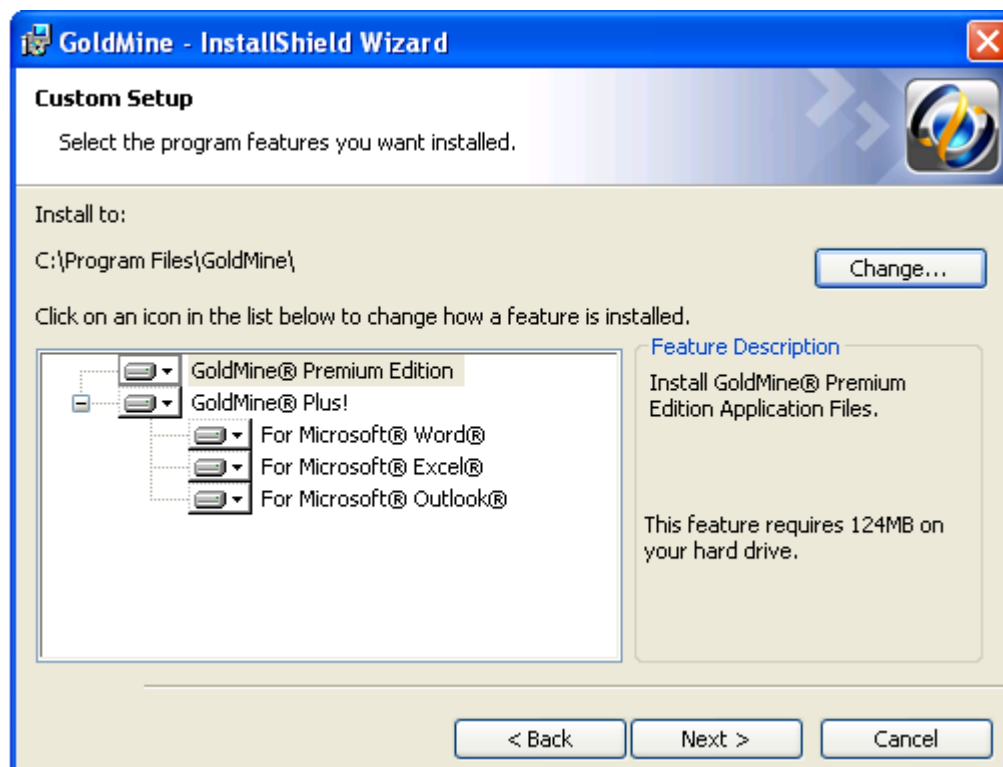 GoldMine - InstallShield Wizard
Custom Setup
Select the program features you want installed.
Install to:
C:\Program Files\GoldMine\
Change...
Click on an icon in the list below to change how a feature is installed.
GoldMine® Premium Edition
GoldMine® Plus!
For Microsoft® Word®
For Microsoft® Excel®
For Microsoft® Outlook®
Feature Description
Install GoldMine® Premium
Edition Application Files.
This feature requires 124MB on
your hard drive.
< Back
Next >
Cancel